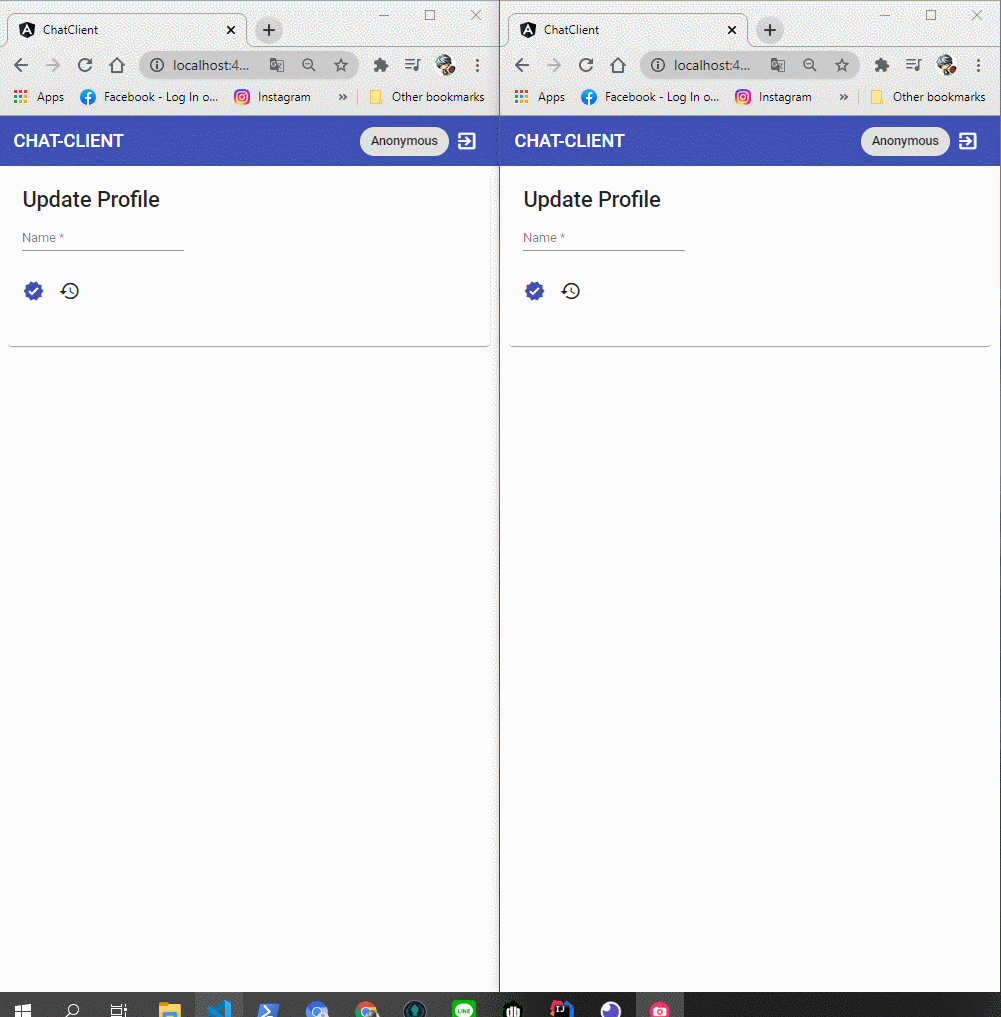 ChatClient
localhost:4...
Apps
Facebook - Log In o...
Instagram
»
Other bookmarks
CHAT-CLIENT
Anonymous
Update Profile
Name *
ChatClient
localhost:4...
Apps
Facebook - Log In o...
Instagram
»
Other bookmarks
CHAT-CLIENT
Anonymous
Update Profile
Name *
LINE
IJ